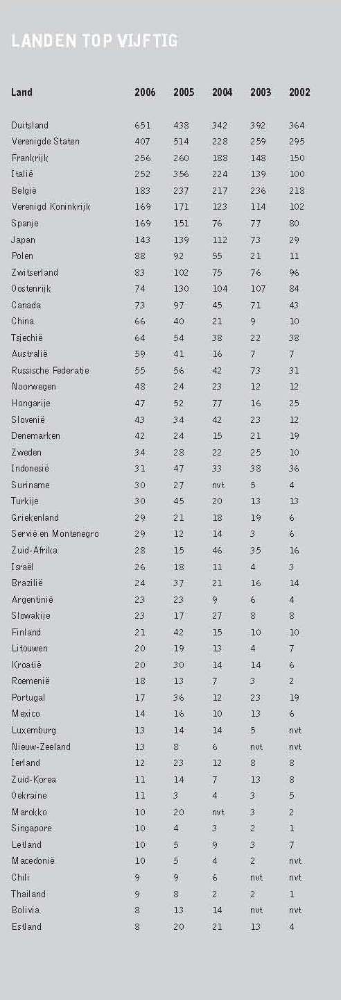 LANDEN TOP VIJFTIG
Land 2006 2005 2004 2003 2002
Duitsland 651 438 342 392 364
Verenigde Staten 407 514 228 259 295
Frankrijk 256 260 188 148 150
Italië 252 356 224 139 100
België 183 237 217 236 218
Verenigd Koninkrijk 169 171 123 114 102
Spanje 169 151 76 77 80
Japan 143 139 112 73 29
Polen 88 92 55 21 11
Zwitserland 83 102 75 76 96
Oostenrijk 74 130 104 107 84
Canada 73 97 45 71 43
China 66 40 21 9 10
Tsjechië 64 54 38 22 38
Australië 59 41 16 7 7
Russische Federatie 55 56 42 73 31
Noorwegen 48 24 23 12 12
Hongarije 47 52 77 16 25
Slovenië 43 34 42 23 12
Denemarken 42 24 15 21 19
Zweden 34 28 22 25 10
Indonesië 31 47 33 38 36
Suriname 30 27 nvt 5 4
Turkije 30 45 20 13 13
Griekenland 29 21 18 19 6
Servië en Montenegro 29 12 14 3 6
Zuid-Afrika 28 15 46 35 16
Israël 26 18 11 4 3
Brazilië 24 37 21 16 14
Argentinië 23 23 9 6 4
Slowakije 23 17 27 8 8
Finland 21 42 15 10 10
Litouwen 20 19 13 4 7
Kroatië 20 30 14 14 6
Roemenië 18 13 7 3 2
Portugal 17 36 12 23 19
Mexico 14 16 10 13 6
Luxemburg 13 14 14 5 nvt
Nieuw-Zeeland 13 8 6 nvt nvt
Ierland 12 23 12 8 8
Zuid-Korea 11 14 7 13 8
Oekraïne 11 3 4 3 5
Marokko 10 20 nvt 3 2
Singapore 10 4 3 2 1
Letland 10 5 9 3 7
Macedonië 10 5 4 2 nvt
Chili 9 9 6 nvt nvt
Thailand 9 8 2 2 1
Bolivia 8 13 14 nvt nvt
Estland 8 20 21 13 4